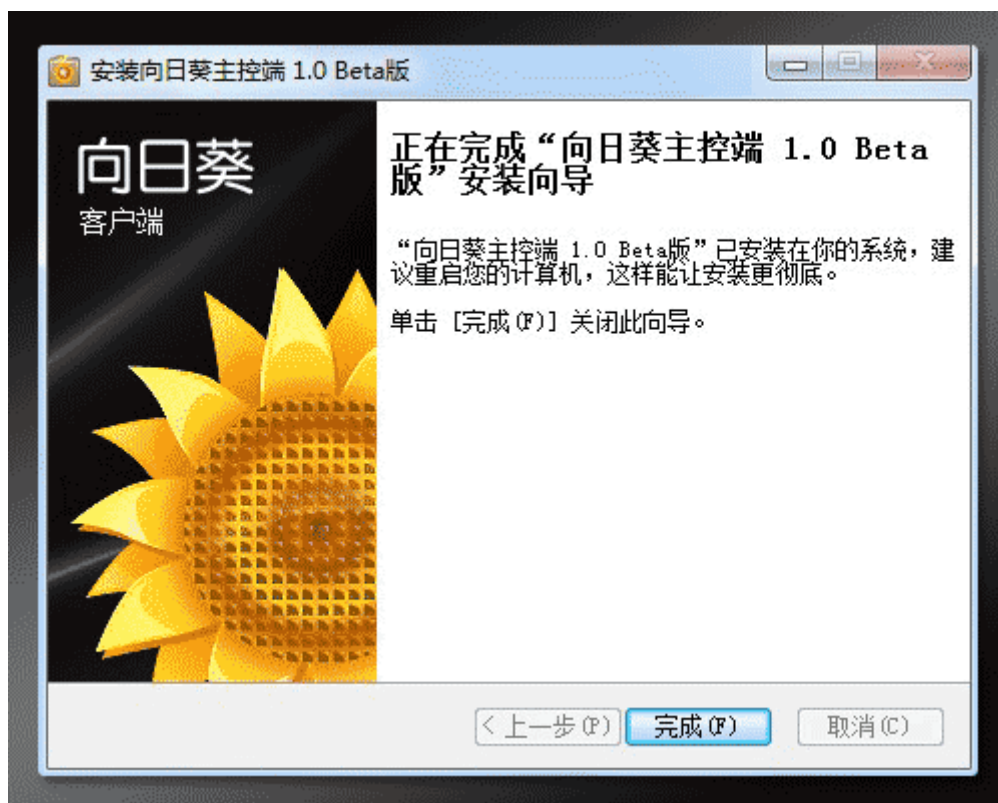 安装向日葵主控端 1.0 Beta版
向日葵
客户端
正在完成“向日葵主控端 1.0 Beta
版”安装向导
“向日葵主控端 1.0 Beta版”已安装在你的系统，建
议重启您的计算机，这样能让安装更彻底。
单击 [完成(F)] 关闭此向导。
< 上一步(P) 完成(F) 取消(C)